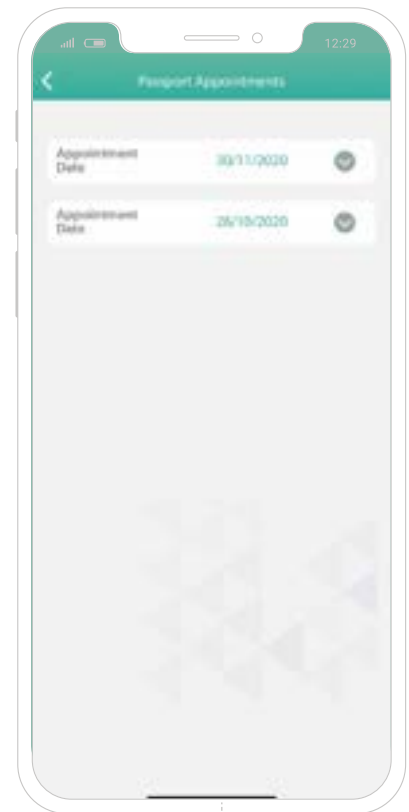 12:29
Passport Appointments
Appointment
Date
30/11/2020
Appointment
Date
26/10/2020